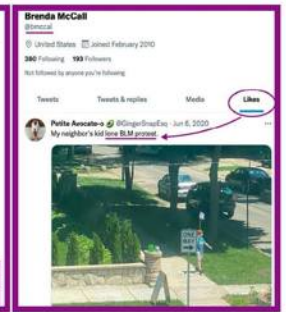 Brenda McCall
@bmccal
United States Joined February 2010
380 Following 193 Followers
Not followed by anyone you're following
Tweets Tweets & replies Media Likes
Petite Avocate-o @GingerSnapEsq · Jun 6, 2020
My neighbor's kid lone BLM protest.
ONE WAY